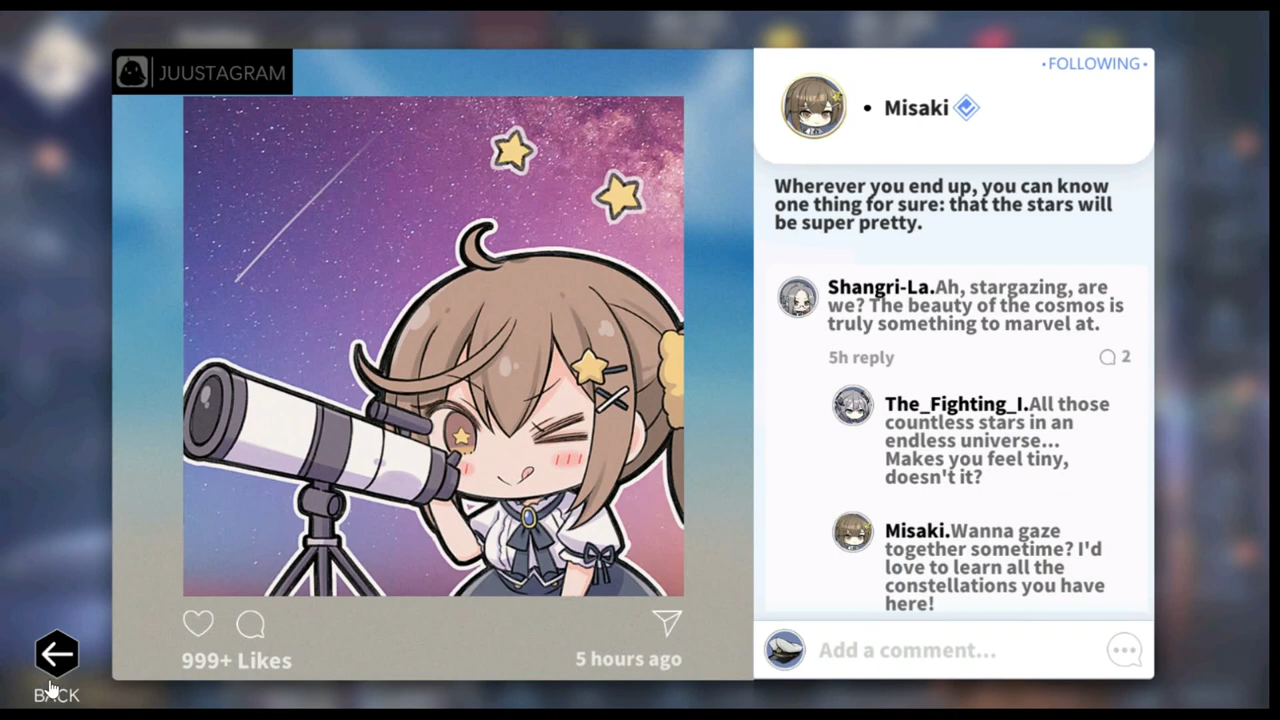 JUUSTAGRAM
•FOLLOWING•
• Misaki
Wherever you end up, you can know
one thing for sure: that the stars will
be super pretty.
Shangri-La.Ah, stargazing, are
we? The beauty of the cosmos is
truly something to marvel at.
5h reply
2
The_Fighting_I.All those
countless stars in an
endless universe...
Makes you feel tiny,
doesn't it?
Misaki.Wanna gaze
together sometime? I'd
love to learn all the
constellations you have
here!
999+ Likes
5 hours ago
Add a comment...
BACK